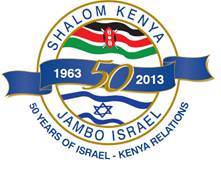 SHALOM KENYA
1963 50 2013
JAMBO ISRAEL
50 YEARS OF ISRAEL - KENYA RELATIONS